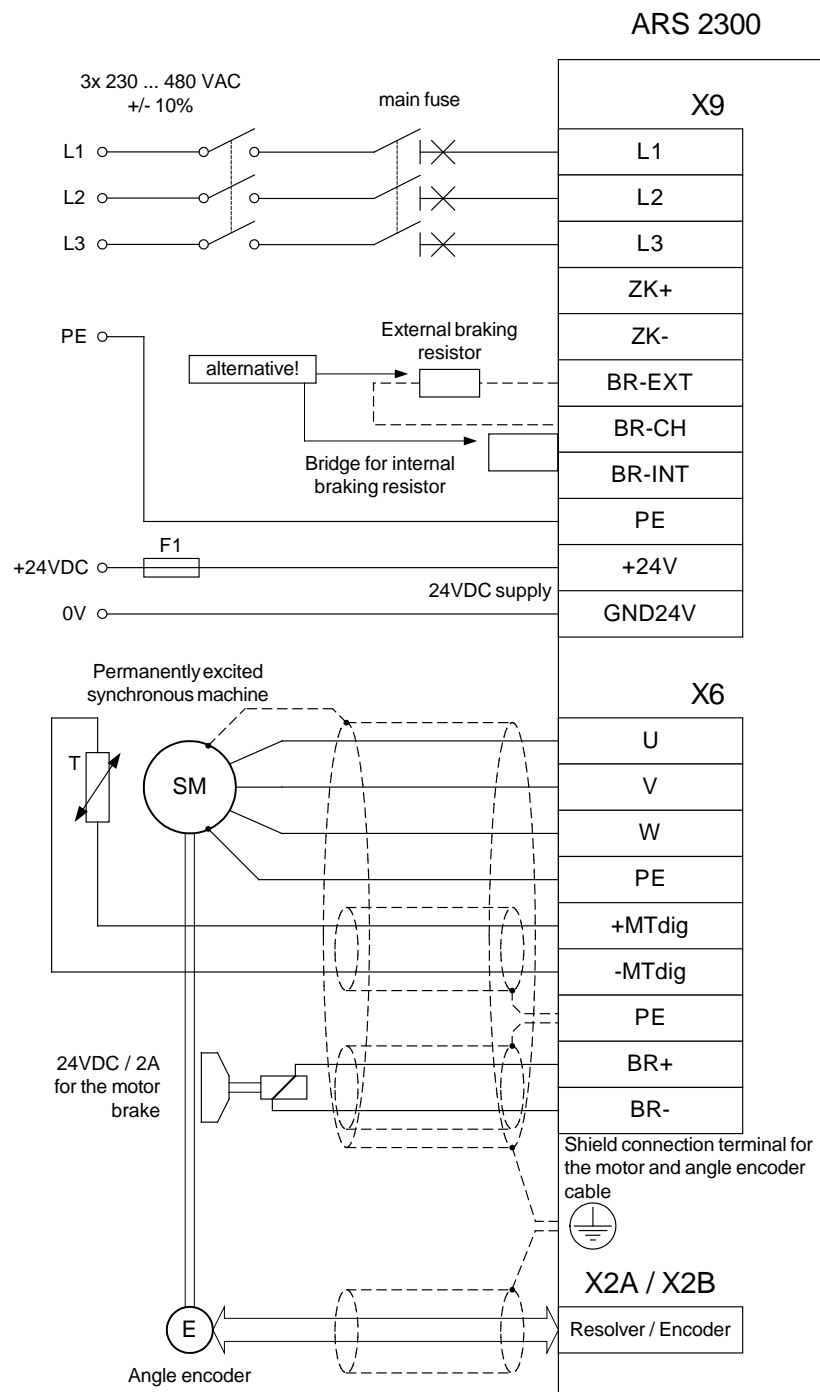 ARS 2300
3x 230 ... 480 VAC
+/- 10%
main fuse
X9
L1
L1
L2
L2
L3
L3
ZK+
PE
ZK-
External braking
resistor
alternative!
BR-EXT
BR-CH
Bridge for internal
braking resistor
BR-INT
PE
F1
+24VDC
+24V
24VDC supply
0V
GND24V
Permanently excited
synchronous machine
X6
U
T
SM
V
W
PE
+MTdig
-MTdig
PE
24VDC / 2A
for the motor
brake
BR+
BR-
Shield connection terminal for
the motor and angle encoder
cable
X2A / X2B
E
Resolver / Encoder
Angle encoder